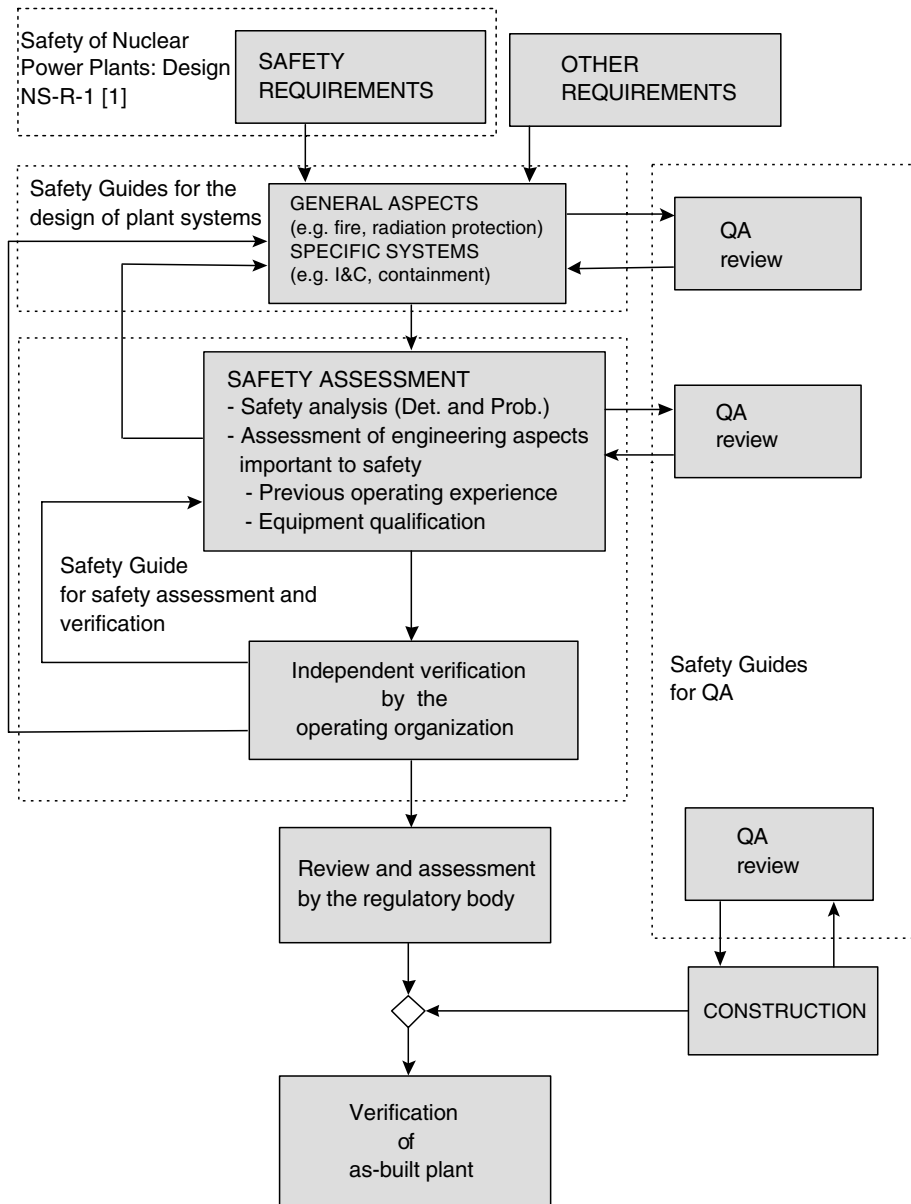 Safety of Nuclear
Power Plants: Design
NS-R-1 [1]
SAFETY
REQUIREMENTS
OTHER
REQUIREMENTS
Safety Guides for the
design of plant systems
GENERAL ASPECTS
(e.g. fire, radiation protection)
SPECIFIC SYSTEMS
(e.g. I&C, containment)
QA
review
SAFETY ASSESSMENT
- Safety analysis (Det. and Prob.)
- Assessment of engineering aspects
important to safety
- Previous operating experience
- Equipment qualification
QA
review
Safety Guide
for safety assessment and
verification
Independent verification
by the
operating organization
Safety Guides
for QA
Review and assessment
by the regulatory body
QA
review
CONSTRUCTION
Verification
of
as-built plant